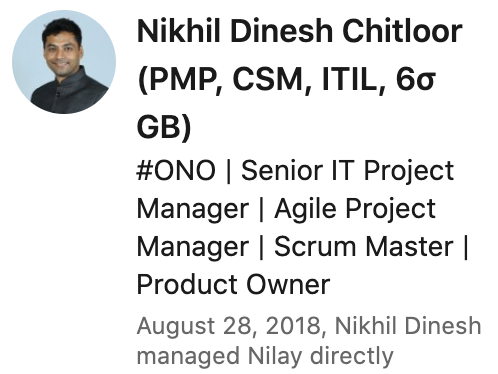 Nikhil Dinesh Chitloor
(PMP, CSM, ITIL, 6σ
GB)
#ONO | Senior IT Project
Manager | Agile Project
Manager | Scrum Master |
Product Owner
August 28, 2018, Nikhil Dinesh
managed Nilay directly